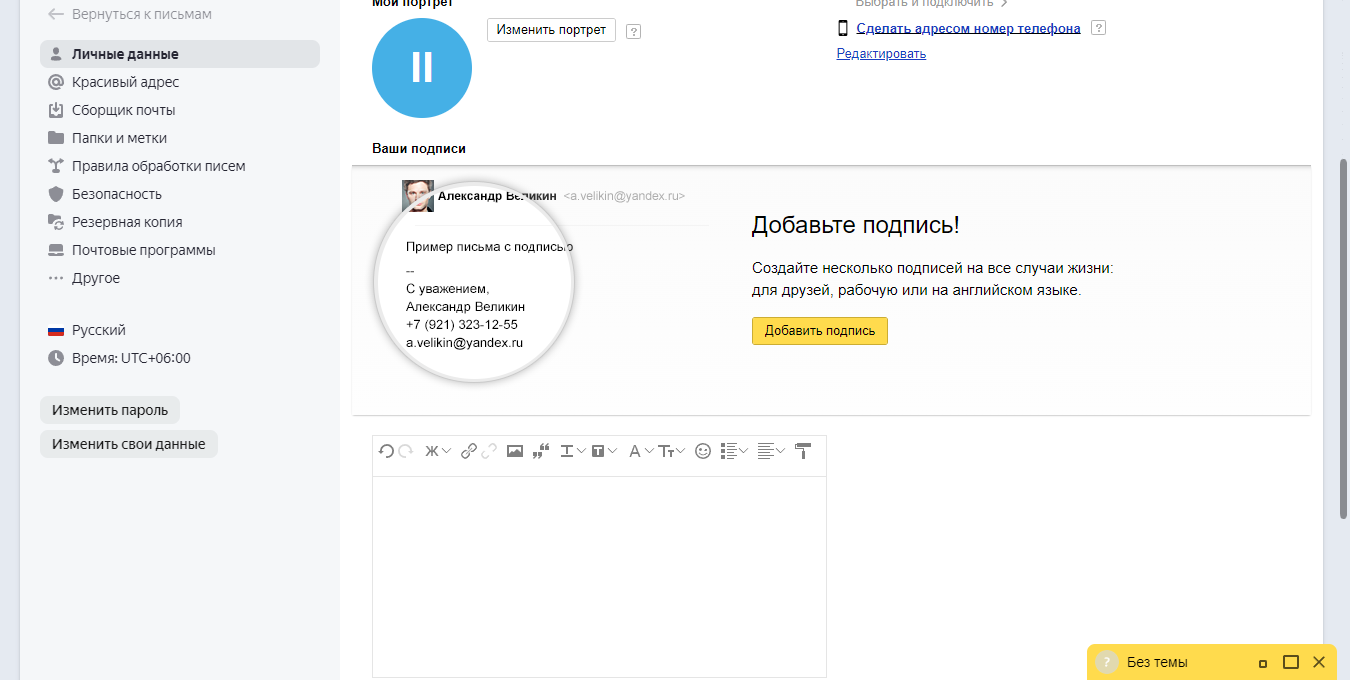 Вернуться к письмам
Личные данные
Красивый адрес
Сборщик почты
Папки и метки
Правила обработки писем
Безопасность
Резервная копия
Почтовые программы
Другое
Русский
Время: UTC+06:00
Изменить пароль
Изменить свои данные
Мой портрет
Изменить портрет
?
Выбрать и подключить
Сделать адресом номер телефона
?
Редактировать
Ваши подписи
Александр Великин <a.velikin@yandex.ru>
Пример письма с подписью
--
С уважением,
Александр Великин
+7 (921) 323-12-55
a.velikin@yandex.ru
Добавьте подпись!
Создайте несколько подписей на все случаи жизни:
для друзей, рабочую или на английском языке.
Добавить подпись
Ж
? Без темы